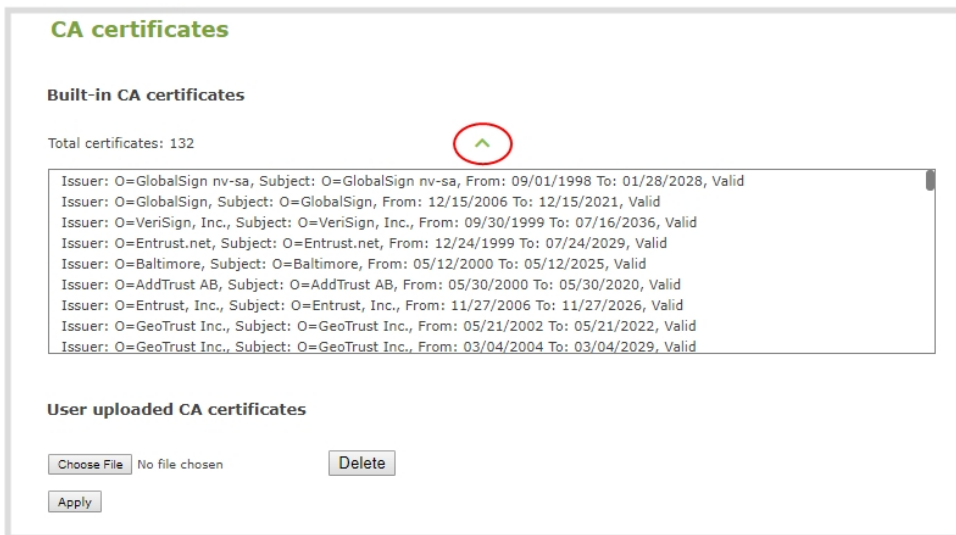 CA certificates
Built-in CA certificates
Total certificates: 132
Issuer: O=GlobalSign nv-sa, Subject: O=GlobalSign nv-sa, From: 09/01/1998 To: 01/28/2028, Valid
Issuer: O=GlobalSign, Subject: O=GlobalSign, From: 12/15/2006 To: 12/15/2021, Valid
Issuer: O=VeriSign, Inc., Subject: O=VeriSign, Inc., From: 09/30/1999 To: 07/16/2036, Valid
Issuer: O=Entrust.net, Subject: O=Entrust.net, From: 12/24/1999 To: 07/24/2029, Valid
Issuer: O=Baltimore, Subject: O=Baltimore, From: 05/12/2000 To: 05/12/2025, Valid
Issuer: O=AddTrust AB, Subject: O=AddTrust AB, From: 05/30/2000 To: 05/30/2020, Valid
Issuer: O=Entrust, Inc., Subject: O=Entrust, Inc., From: 11/27/2006 To: 11/27/2026, Valid
Issuer: O=GeoTrust Inc., Subject: O=GeoTrust Inc., From: 05/21/2002 To: 05/21/2022, Valid
Issuer: O=GeoTrust Inc., Subject: O=GeoTrust Inc., From: 03/04/2004 To: 03/04/2029, Valid
User uploaded CA certificates
Choose File No file chosen Delete
Apply